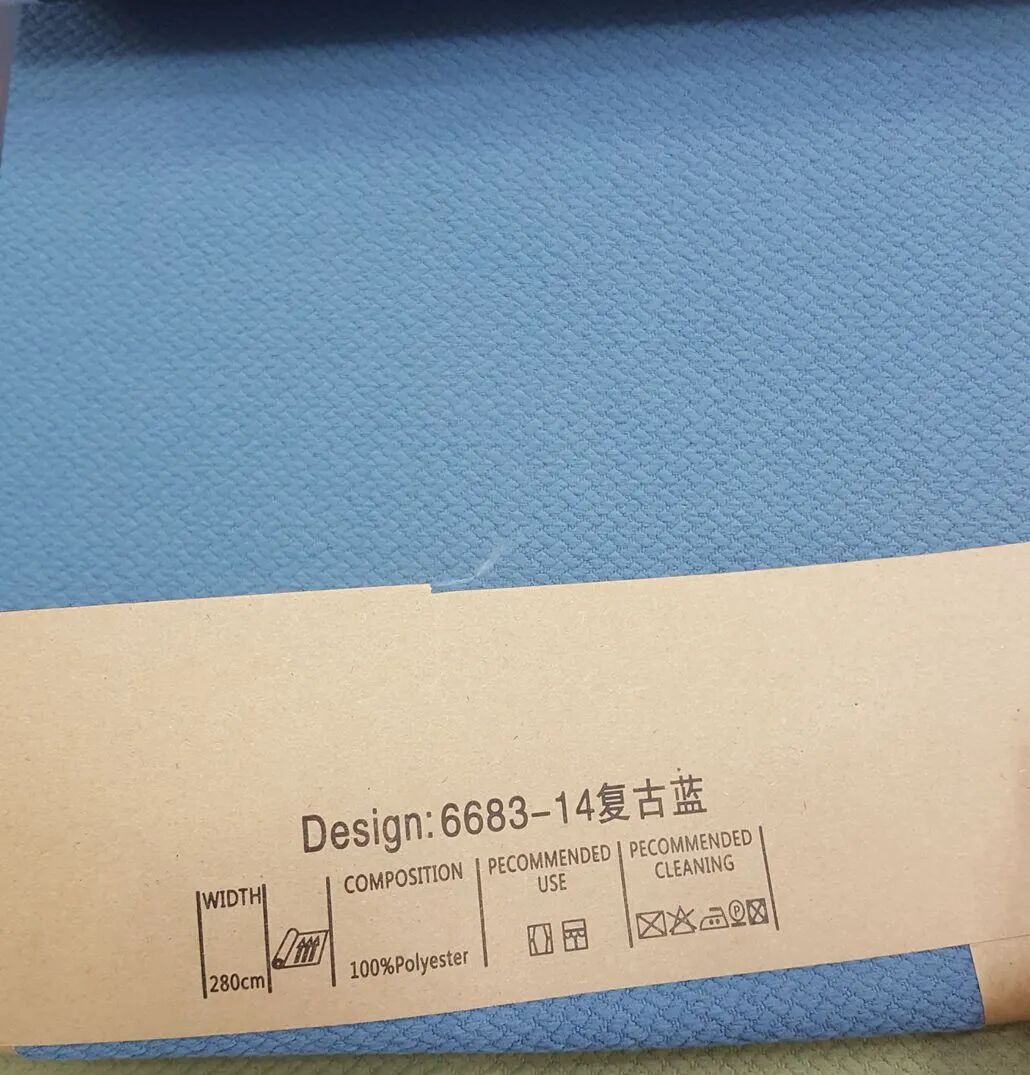 Design:6683-14复古蓝
WIDTH
280cm
COMPOSITION
100%Polyester
PECOMMENDED
USE
PECOMMENDED
CLEANING
P